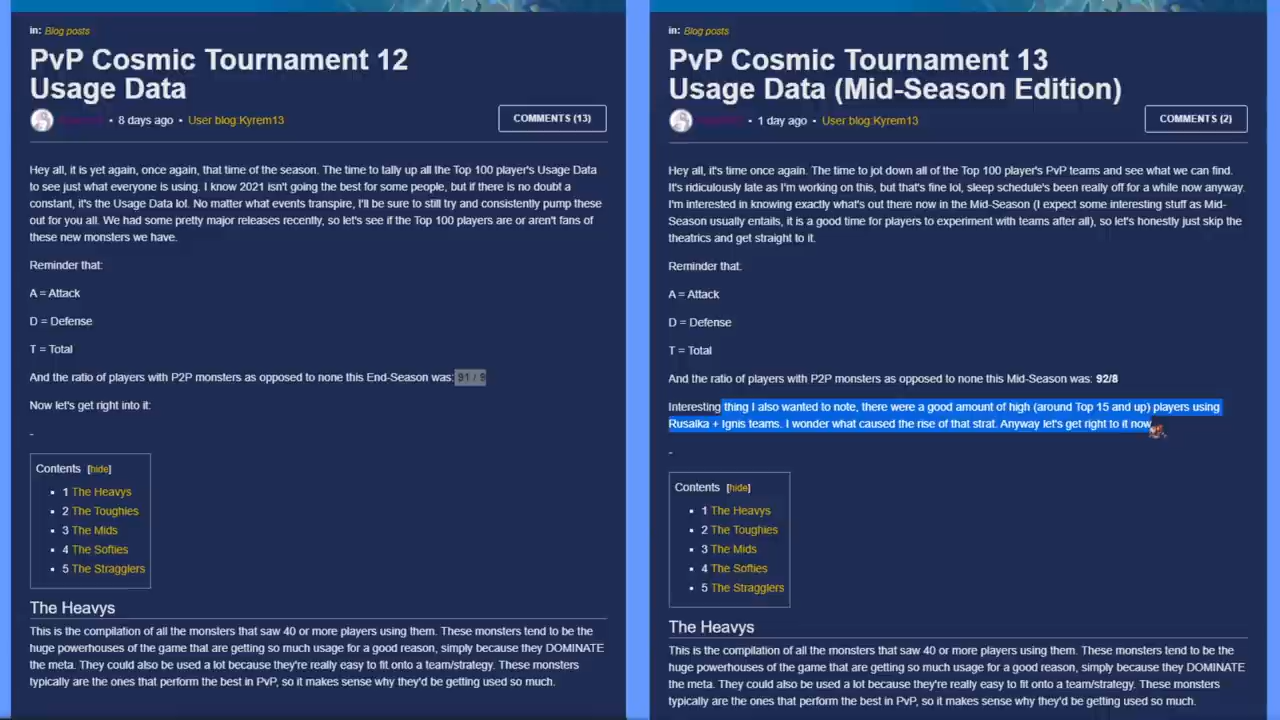 in: Blog posts
PvP Cosmic Tournament 12
Usage Data
• 8 days ago • User blog:Kyrem13
COMMENTS (13)
Hey all, it is yet again, once again, that time of the season. The time to tally up all the Top 100 player's Usage Data
to see just what everyone is using. I know 2021 isn't going the best for some people, but if there is no doubt a
constant, it's the Usage Data lol. No matter what events transpire, I'll be sure to still try and consistently pump these
out for you all. We had some pretty major releases recently, so let's see if the Top 100 players are or aren't fans of
these new monsters we have.
Reminder that:
A = Attack
D = Defense
T = Total
And the ratio of players with P2P monsters as opposed to none this End-Season was: 91 / 9
Now let's get right into it:
-
Contents [hide]
• 1 The Heavys
• 2 The Toughies
• 3 The Mids
• 4 The Softies
• 5 The Stragglers
The Heavys
This is the compilation of all the monsters that saw 40 or more players using them. These monsters tend to be the
huge powerhouses of the game that are getting so much usage for a good reason, simply because they DOMINATE
the meta. They could also be used a lot because they're really easy to fit onto a team/strategy. These monsters
typically are the ones that perform the best in PvP, so it makes sense why they'd be getting used so much.
in: Blog posts
PvP Cosmic Tournament 13
Usage Data (Mid-Season Edition)
• 1 day ago • User blog:Kyrem13
COMMENTS (2)
Hey all, it's time once again. The time to jot down all of the Top 100 player's PvP teams and see what we can find.
It's ridiculously late as I'm working on this, but that's fine lol, sleep schedule's been really off for a while now anyway.
I'm interested in knowing exactly what's out there now in the Mid-Season (I expect some interesting stuff as Mid-
Season usually entails, it is a good time for players to experiment with teams after all), so let's honestly just skip the
theatrics and get straight to it.
Reminder that.
A = Attack
D = Defense
T = Total
And the ratio of players with P2P monsters as opposed to none this Mid-Season was: 92/8
Interesting thing I also wanted to note, there were a good amount of high (around Top 15 and up) players using
Rusalka + Ignis teams. I wonder what caused the rise of that strat. Anyway let's get right to it now
-
Contents [hide]
• 1 The Heavys
• 2 The Toughies
• 3 The Mids
• 4 The Softies
• 5 The Stragglers
The Heavys
This is the compilation of all the monsters that saw 40 or more players using them. These monsters tend to be the
huge powerhouses of the game that are getting so much usage for a good reason, simply because they DOMINATE
the meta. They could also be used a lot because they're really easy to fit onto a team/strategy. These monsters
typically are the ones that perform the best in PvP, so it makes sense why they'd be getting used so much.